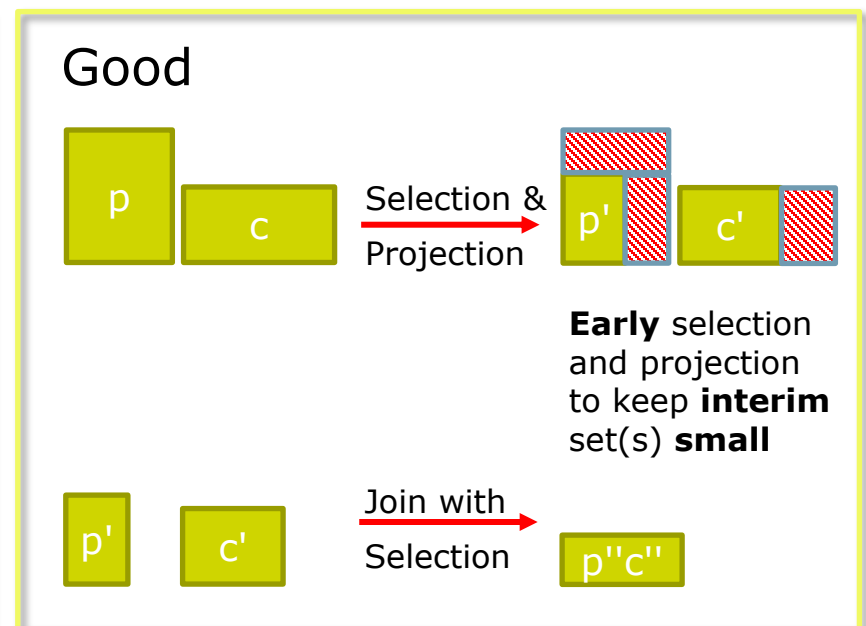 Good
p
c
Selection &
Projection
p'
c'
Early selection
and projection
to keep interim
set(s) small
p'
c'
Join with
Selection
p''c''